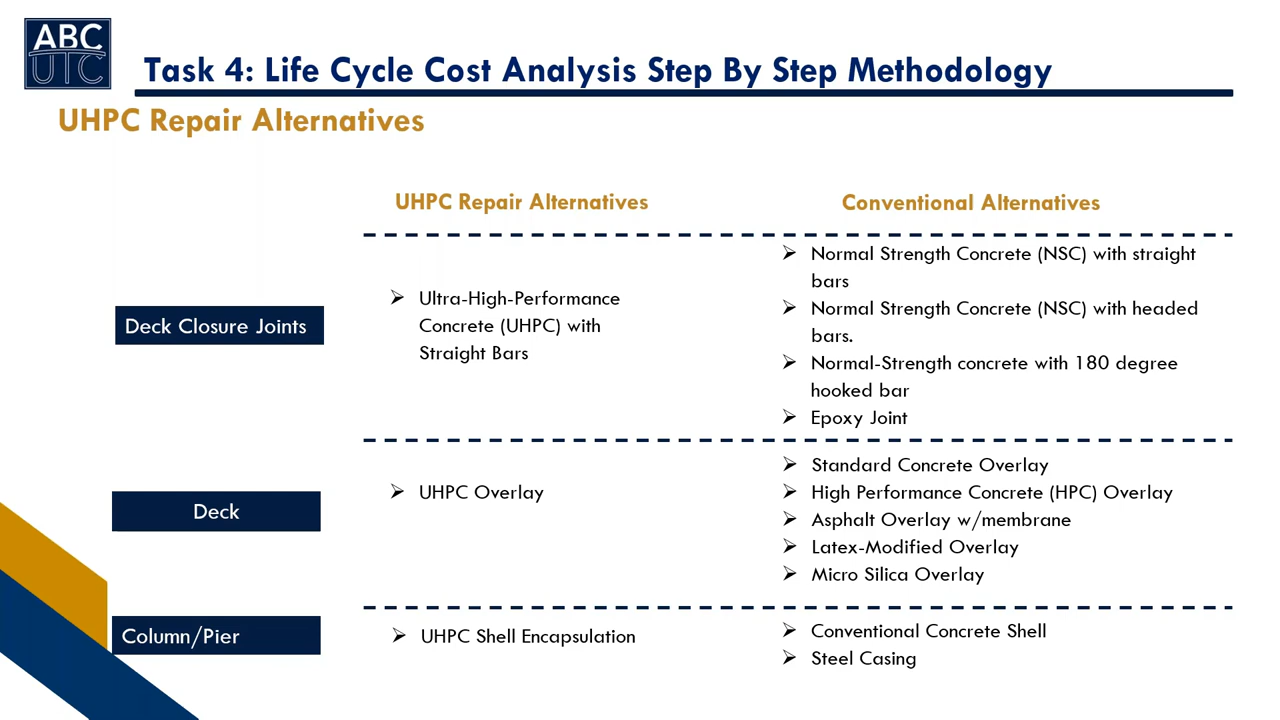 ABC
UTC
Task 4: Life Cycle Cost Analysis Step By Step Methodology
UHPC Repair Alternatives
UHPC Repair Alternatives
Conventional Alternatives
Deck Closure Joints
➢ Ultra-High-Performance
Concrete (UHPC) with
Straight Bars
➢ Normal Strength Concrete (NSC) with straight
bars
➢ Normal Strength Concrete (NSC) with headed
bars.
➢ Normal-Strength concrete with 180 degree
hooked bar
➢ Epoxy Joint
Deck
➢ UHPC Overlay
➢ Standard Concrete Overlay
➢ High Performance Concrete (HPC) Overlay
➢ Asphalt Overlay w/membrane
➢ Latex-Modified Overlay
➢ Micro Silica Overlay
Column/Pier
➢ UHPC Shell Encapsulation
➢ Conventional Concrete Shell
➢ Steel Casing